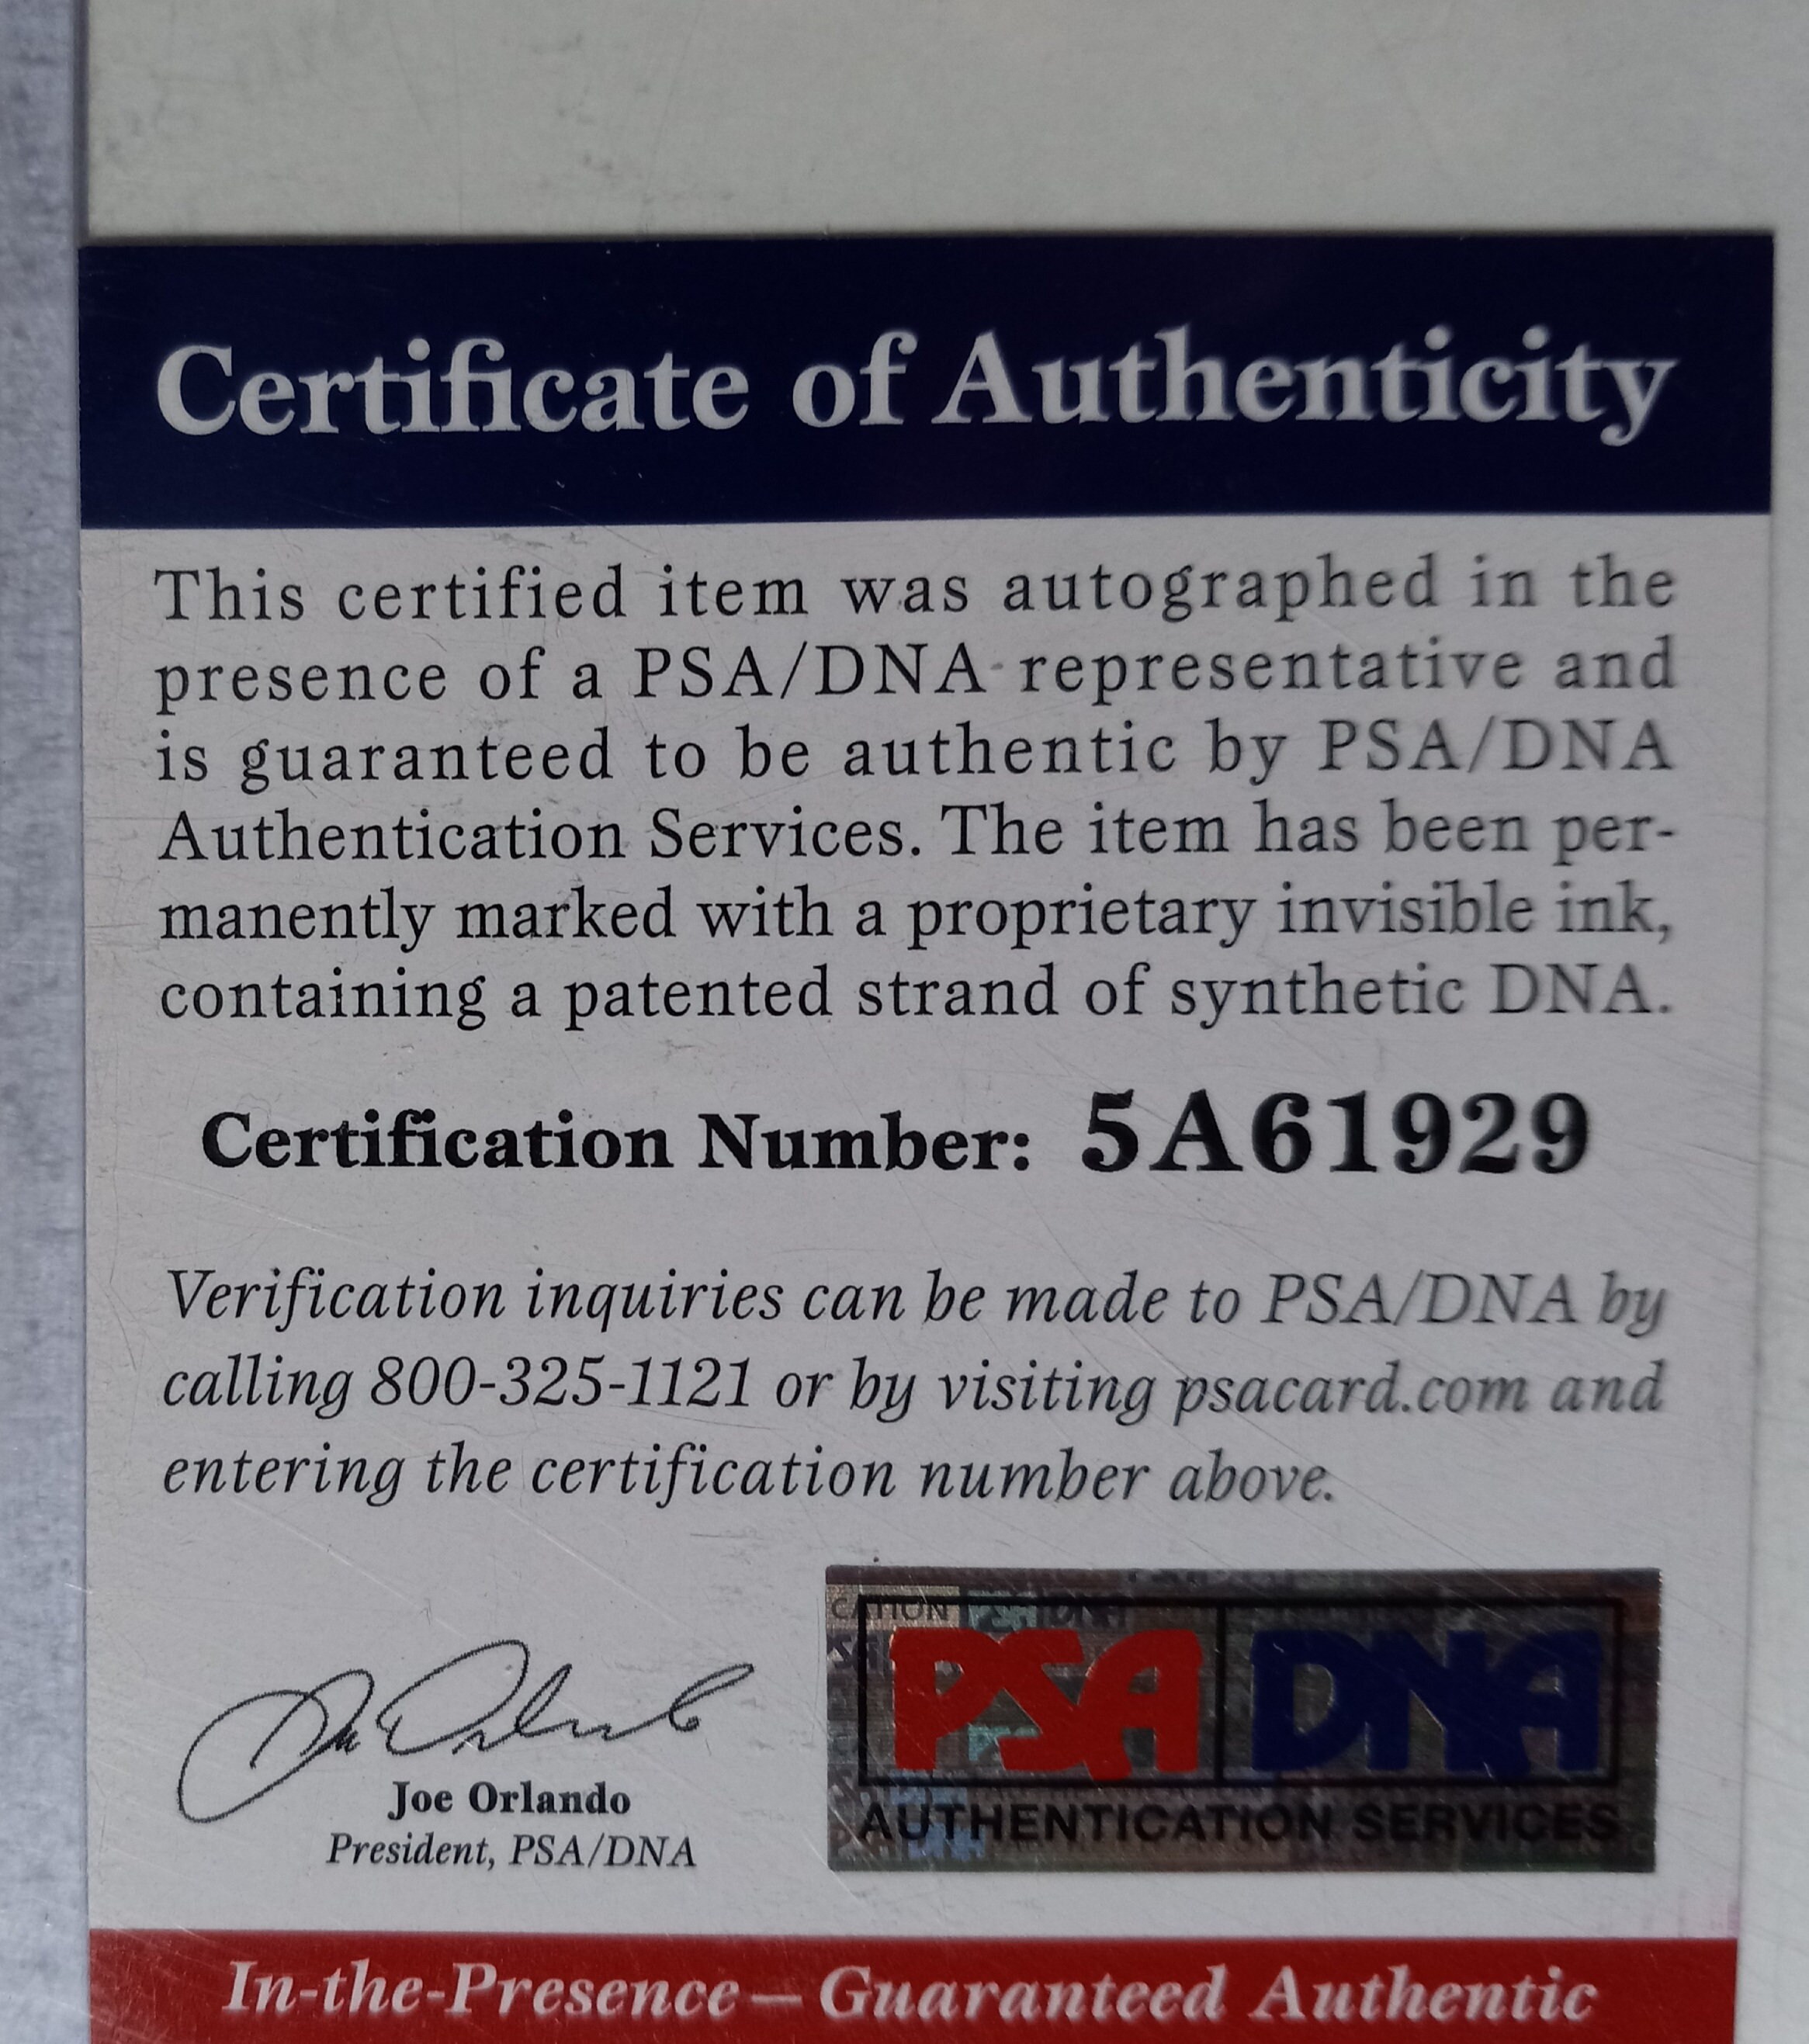 Certificate of Authenticity
This certified item was autographed in the
presence of a PSA/DNA representative and
is guaranteed to be authentic by PSA/DNA
Authentication Services. The item has been per-
manently marked with a proprietary invisible ink,
containing a patented strand of synthetic DNA.
Certification Number: 5A61929
Verification inquiries can be made to PSA/DNA by
calling 800-325-1121 or by visiting psacard.com and
entering the certification number above.
Joe Orlando
President, PSA/DNA
CATION DNA
PSA DNA
AUTHENTICATION SERVICES
In-the-Presence – Guaranteed Authentic